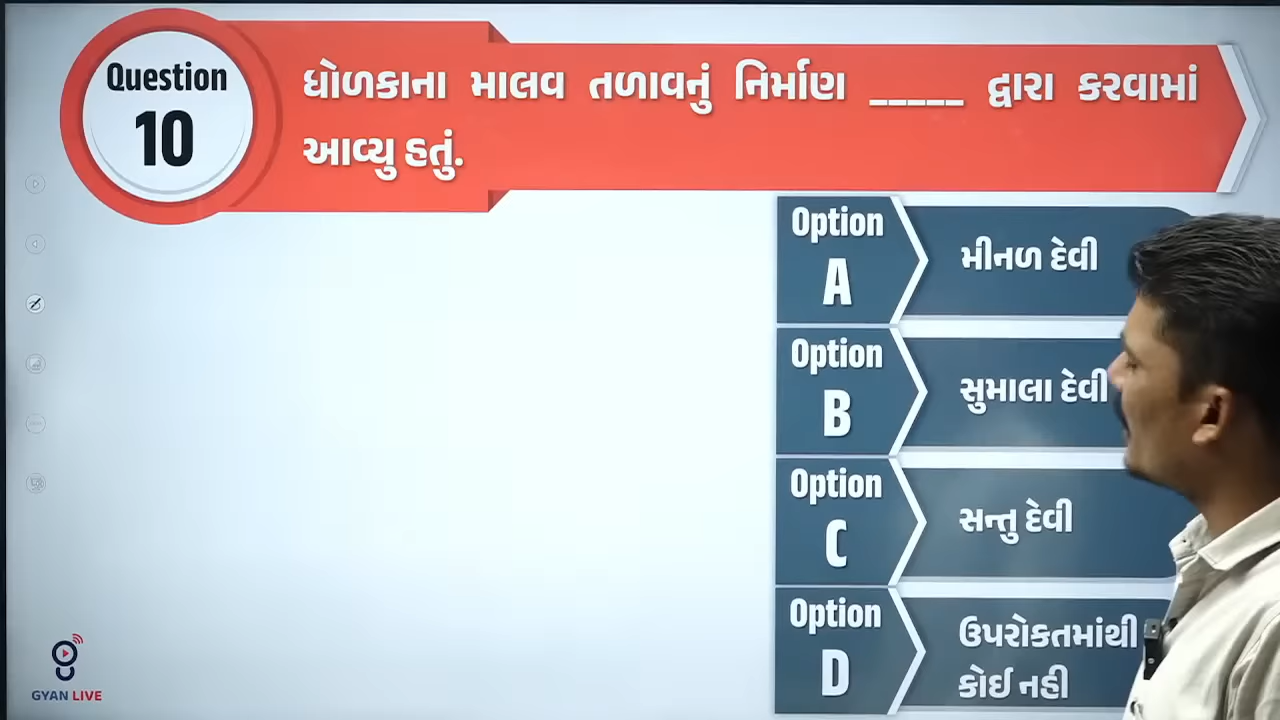 Question
10
ધોળકાના માલવ તળાવનું નિર્માણ _____ દ્વારા કરવામાં
આવ્યુ હતું.
Option
A
મીનળ દેવી
Option
B
સુમાલા દેવી
Option
C
સન્તુ દેવી
Option
D
ઉપરોકતમાંથી
કોઈ નહી
GYAN LIVE